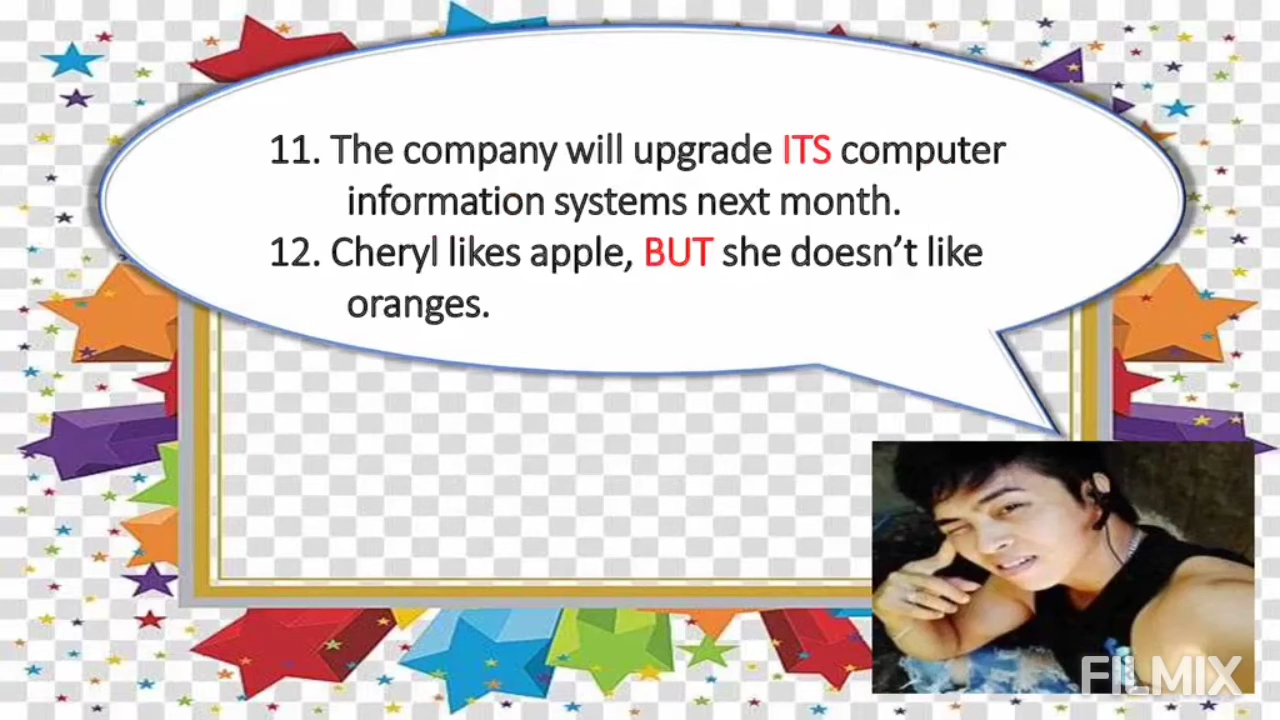 11. The company will upgrade ITS computer
information systems next month.
12. Cheryl likes apple, BUT she doesn’t like
oranges.
FILMIX